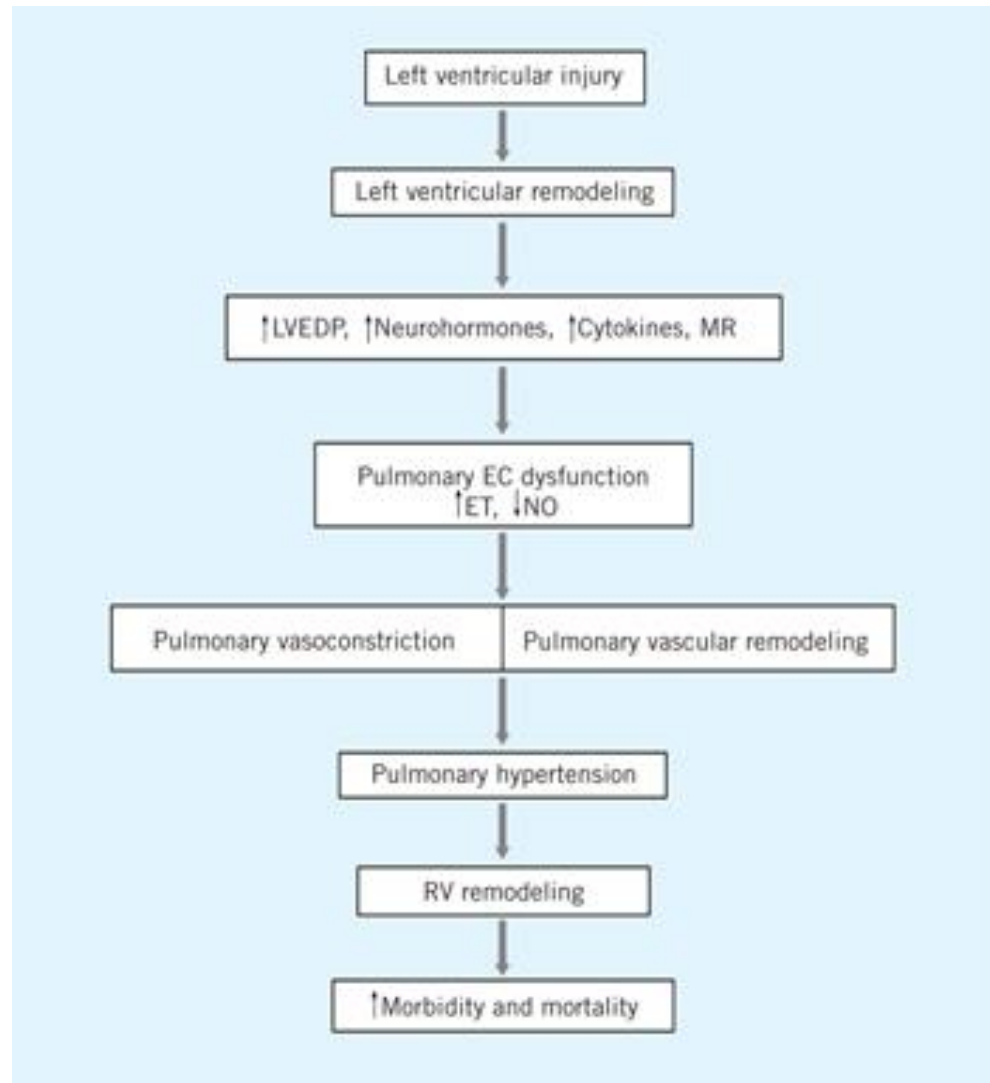 Left ventricular injury
Left ventricular remodeling
↑LVEDP, ↑Neurohormones, ↑Cytokines, MR
Pulmonary EC dysfunction
↑ET, ↓NO
Pulmonary vasoconstriction
Pulmonary vascular remodeling
Pulmonary hypertension
RV remodeling
↑Morbidity and mortality